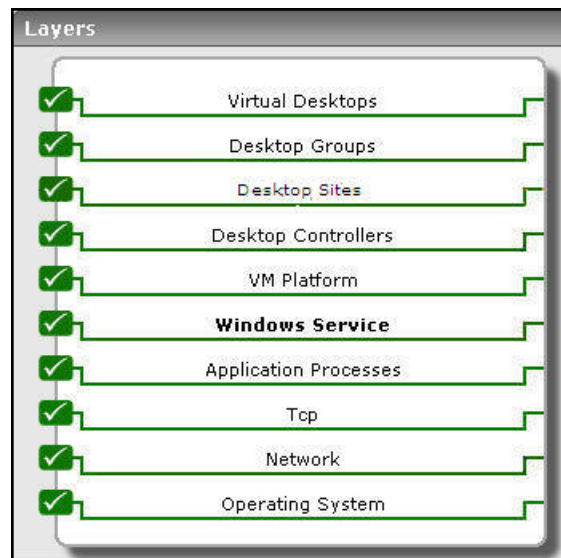 Layers
Virtual Desktops
Desktop Groups
Desktop Sites
Desktop Controllers
VM Platform
Windows Service
Application Processes
Tcp
Network
Operating System